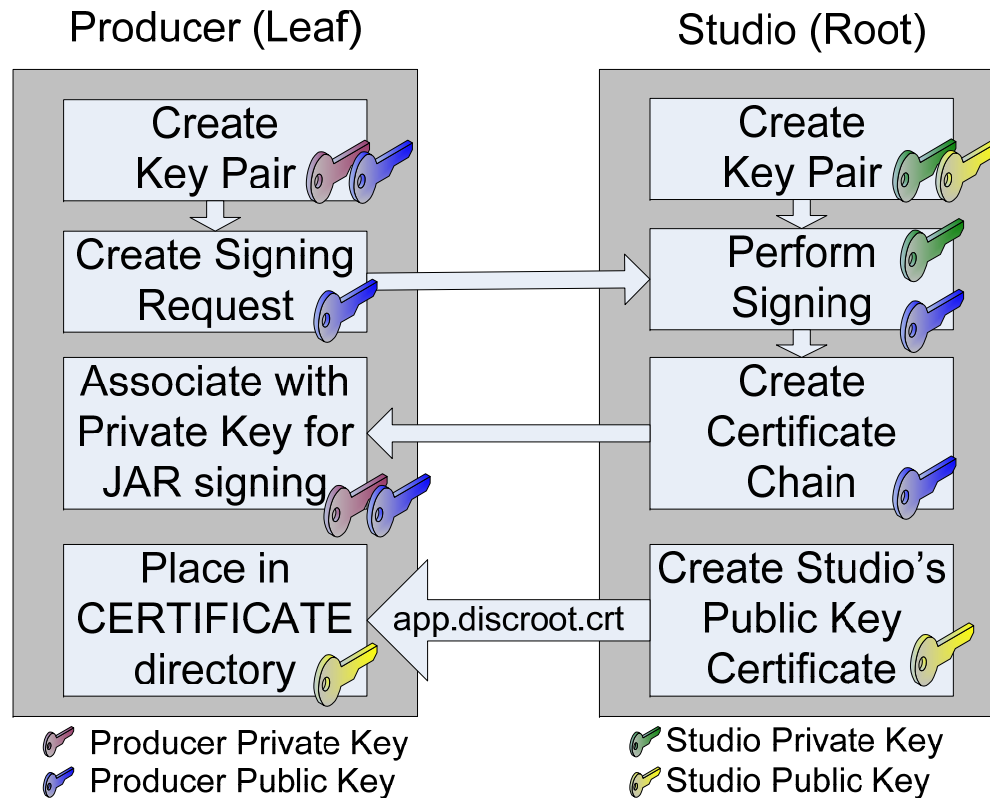 Producer (Leaf)
Create
Key Pair
Create Signing
Request
Associate with
Private Key for
JAR signing
Place in
CERTIFICATE
directory
Producer Private Key
Producer Public Key
app.discroot.crt
Studio (Root)
Create
Key Pair
Perform
Signing
Create
Certificate
Chain
Create Studio’s
Public Key
Certificate
Studio Private Key
Studio Public Key